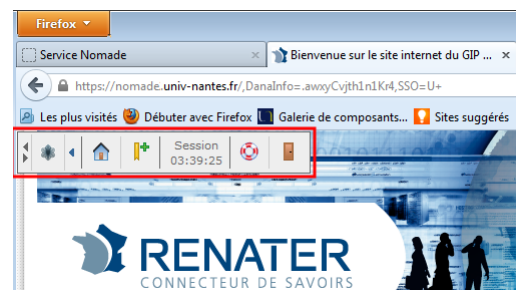 Firefox
Service Nomade
Bienvenue sur le site internet du GIP ...
https://nomade.univ-nantes.fr/,DanaInfo=.awxyCvjth1n1Kr4,SSO=U+
Les plus visités Débuter avec Firefox Galerie de composants... Sites suggérés
Session
03:39:25
RENATER
CONNECTEUR DE SAVOIRS